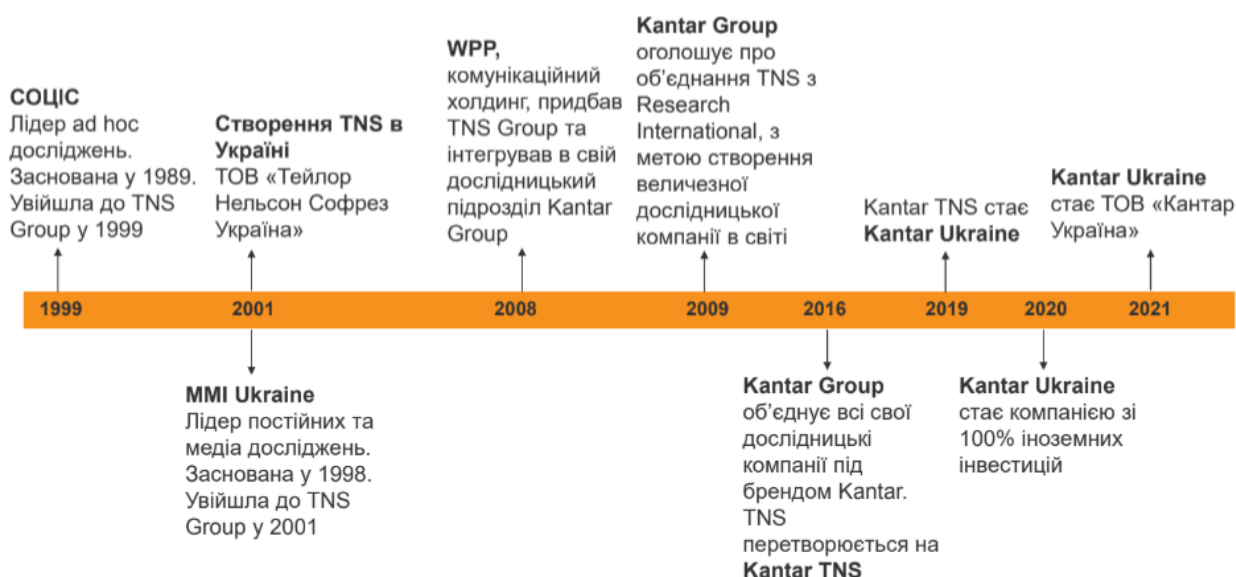 СОЦІС
Лідер ad hoc
досліджень.
Заснована у 1989.
Увійшла до TNS
Group у 1999
Створення TNS в
Україні
ТОВ «Тейлор
Нельсон Софрез
Україна»
WPP,
комунікаційний
холдинг, придбав
TNS Group та
інтегрував в свій
дослідницький
підрозділ Kantar
Group
Kantar Group
оголошує про
об’єднання TNS з
Research
International, з
метою створення
величезної
дослідницької
компанії в світі
Kantar TNS стає
Kantar Ukraine
Kantar Ukraine
стає ТОВ «Кантар
Україна»
1999
2001
2008
2009
2016
2019
2020
2021
MMI Ukraine
Лідер постійних та
медіа досліджень.
Заснована у 1998.
Увійшла до TNS
Group у 2001
Kantar Group
об’єднує всі свої
дослідницькі
компанії під
брендом Kantar.
TNS
перетворюється на
Kantar TNS
Kantar Ukraine
стає компанією зі
100% іноземних
інвестицій